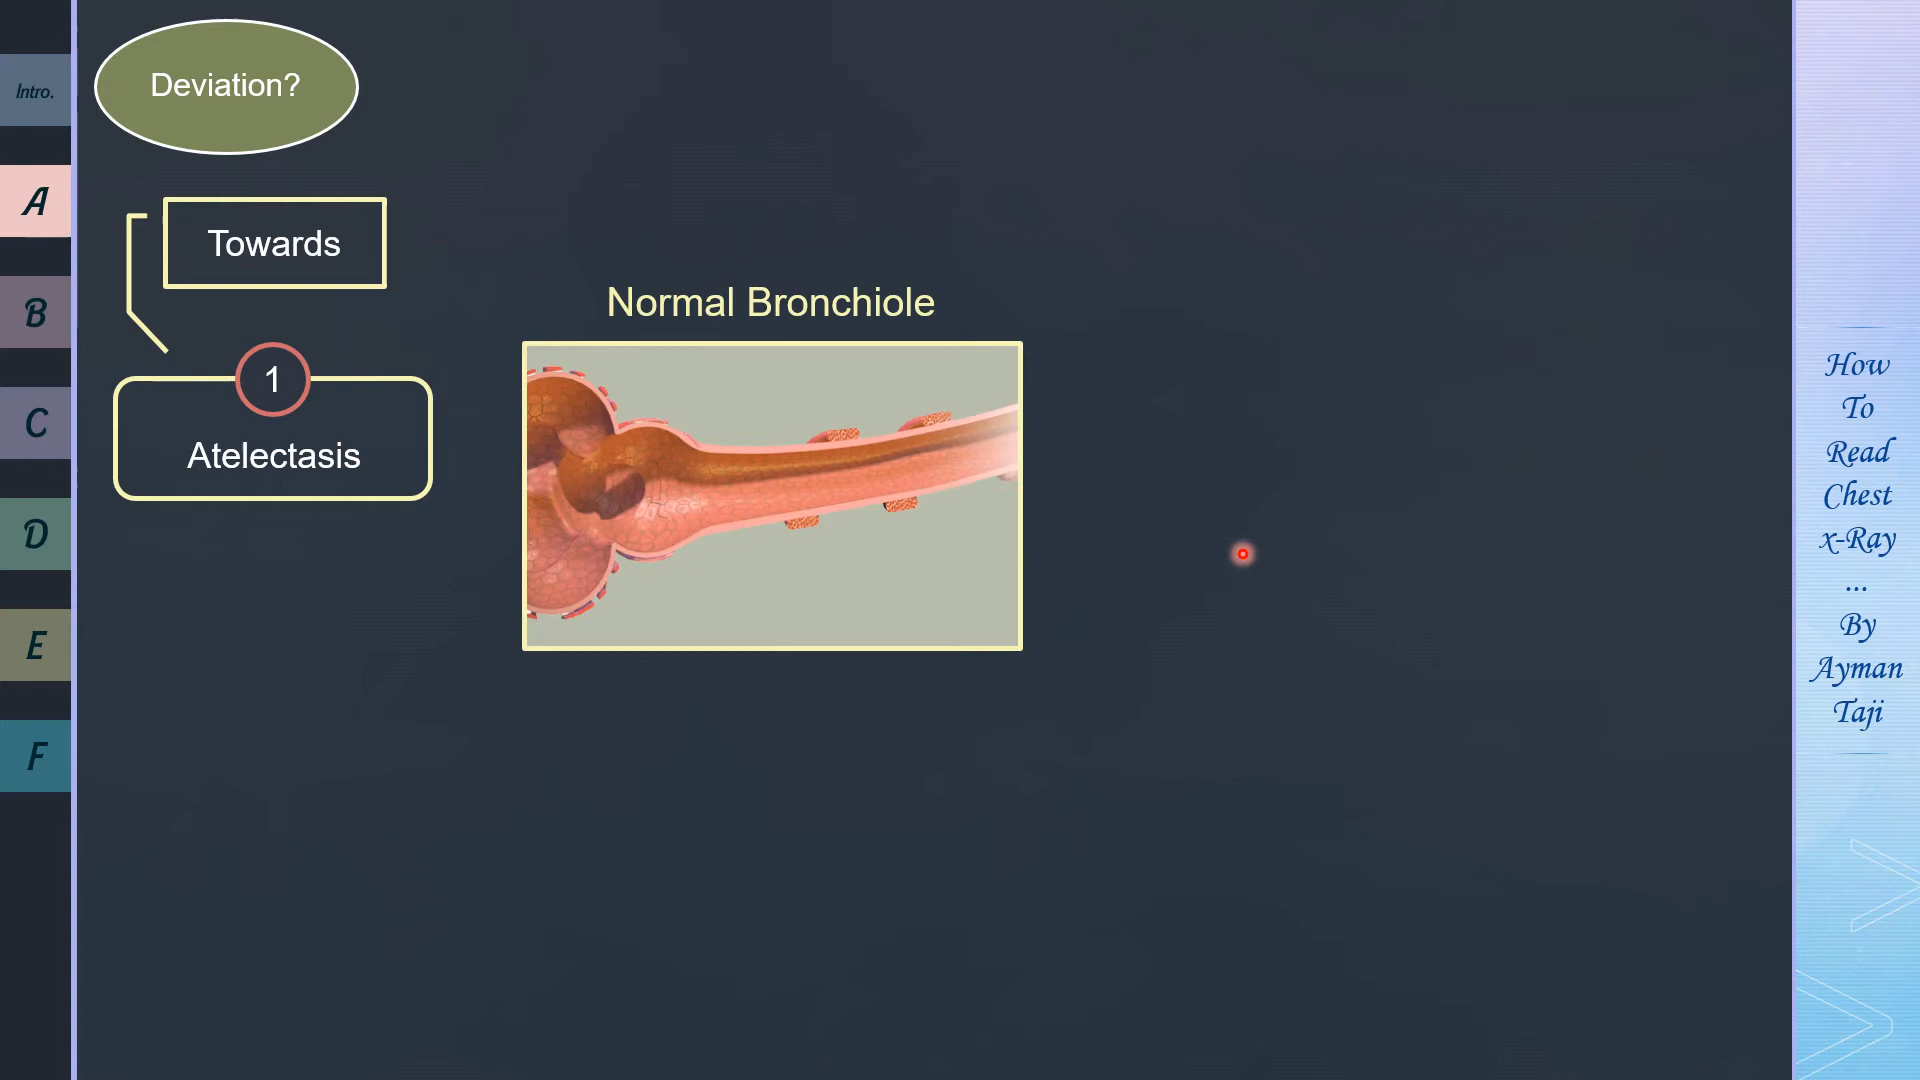 Intro.
A
B
C
D
E
F
Deviation?
Towards
1
Atelectasis
Normal Bronchiole
How
To
Read
Chest
x-Ray
...
By
Ayman
Taji